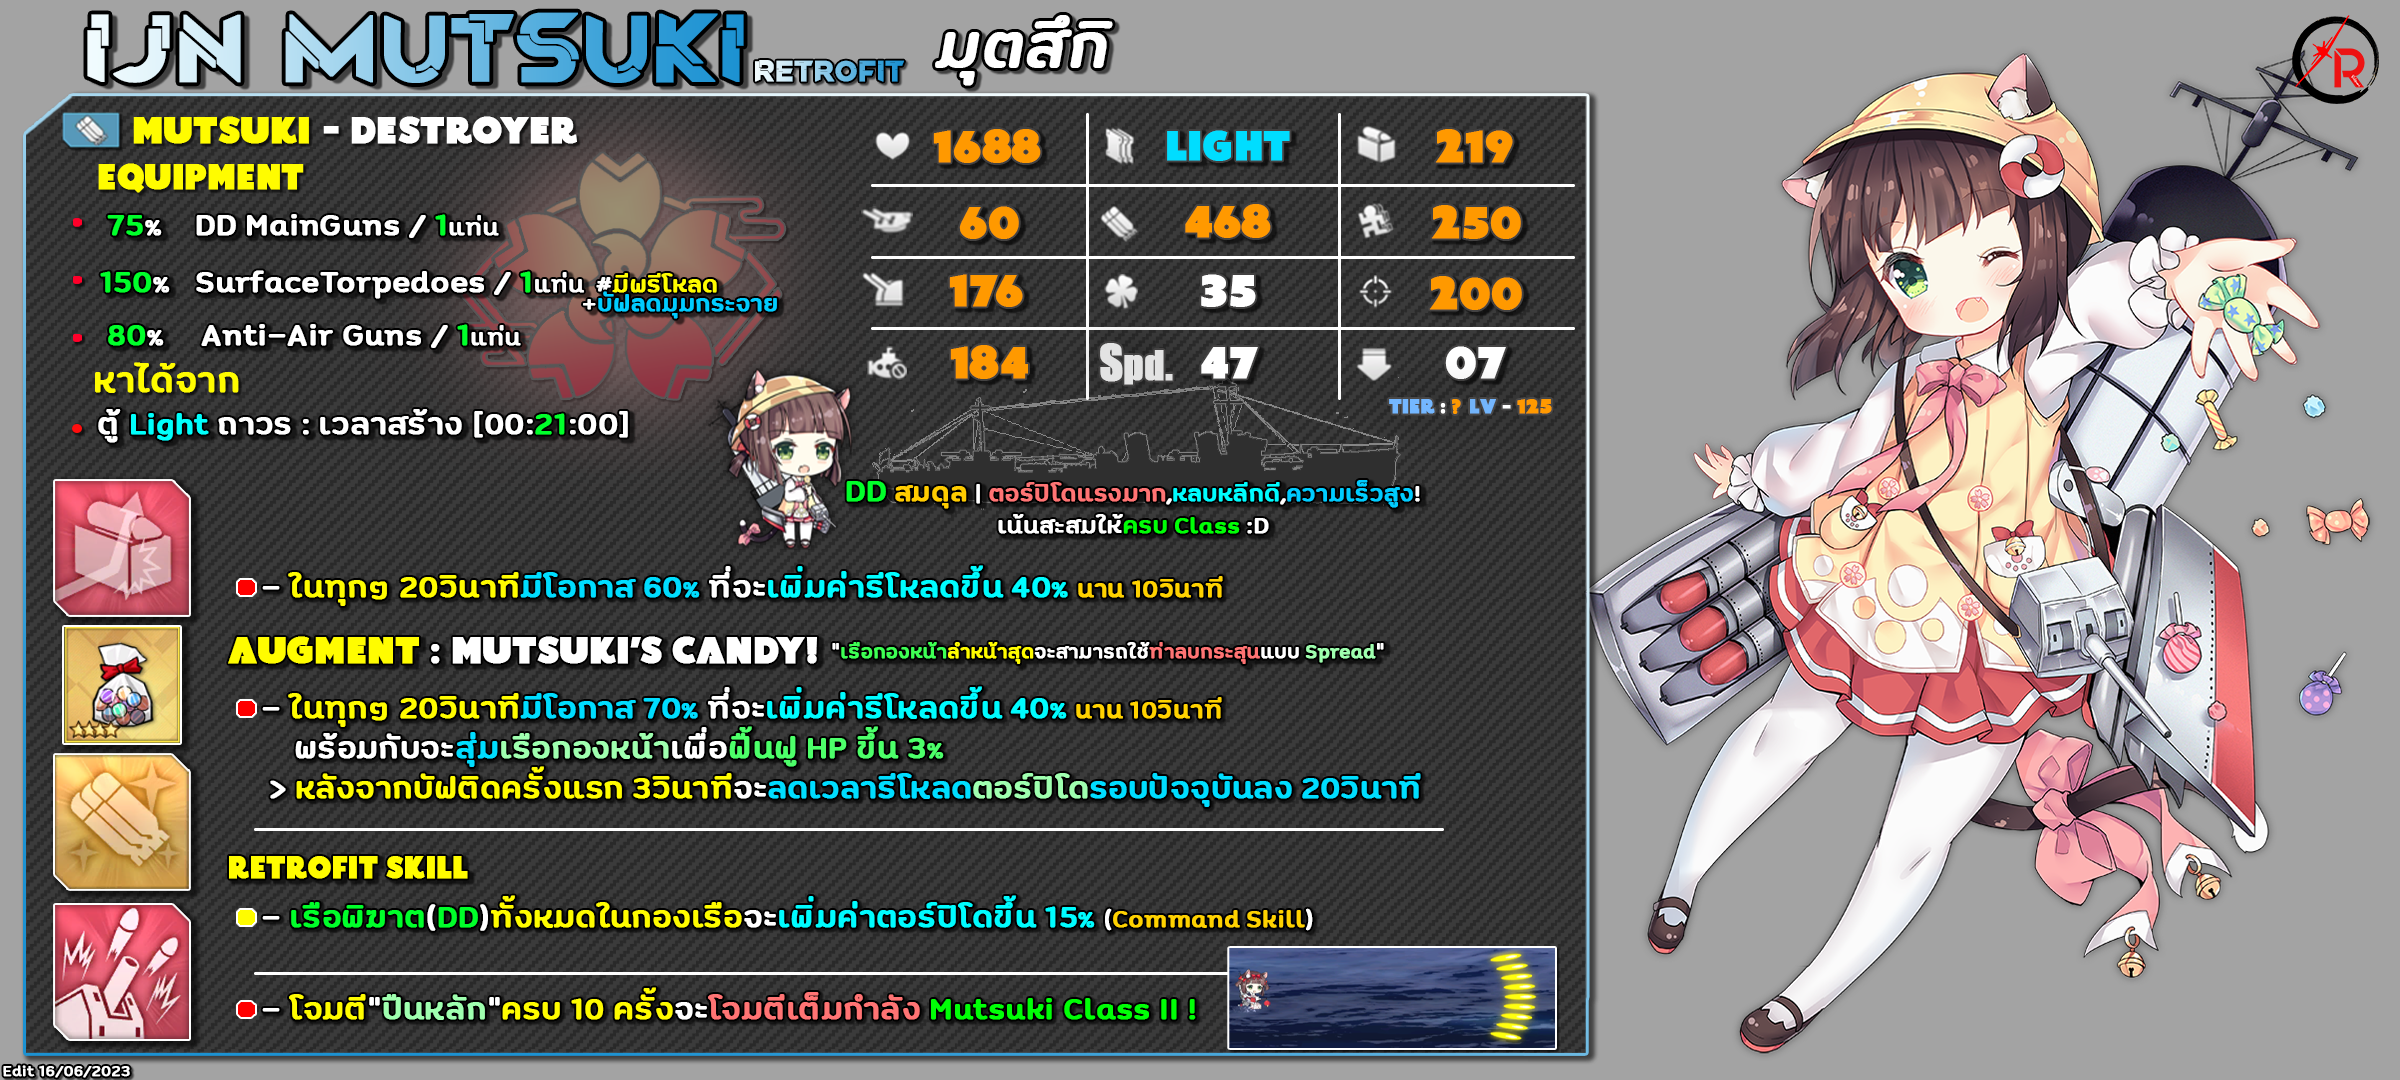 IJN MUTSUKI RETROFIT มุตสึกิ
R
MUTSUKI - DESTROYER
EQUIPMENT
75% DD MainGuns / 1แท่น
150% SurfaceTorpedoes / 1แท่น #มีพรีโหลด
+บัฟลดมุมกระจาย
80% Anti-Air Guns / 1แท่น
หาได้จาก
ตู้ Light ถาวร : เวลาสร้าง [00:21:00]
1688 LIGHT 219
60 468 250
176 35 200
184 Spd. 47 07
TIER : ? LV - 125
DD สมดุล | ตอร์ปิโดแรงมาก,หลบหลีกดี,ความเร็วสูง!
เน้นสะสมให้ครบ Class :D
- ในทุกๆ 20วินาทีมีโอกาส 60% ที่จะเพิ่มค่ารีโหลดขึ้น 40% นาน 10วินาที
AUGMENT : MUTSUKI'S CANDY! "เรือกองหน้าลำหน้าสุดจะสามารถใช้ท่าลบกระสุนแบบ Spread"
- ในทุกๆ 20วินาทีมีโอกาส 70% ที่จะเพิ่มค่ารีโหลดขึ้น 40% นาน 10วินาที
พร้อมกับจะสุ่มเรือกองหน้าเพื่อฟื้นฟู HP ขึ้น 3%
> หลังจากบัฟติดครั้งแรก 3วินาทีจะลดเวลารีโหลดตอร์ปิโดรอบปัจจุบันลง 20วินาที
RETROFIT SKILL
- เรือพิฆาต(DD)ทั้งหมดในกองเรือจะเพิ่มค่าตอร์ปิโดขึ้น 15% (Command Skill)
- โจมตี"ปืนหลัก"ครบ 10 ครั้งจะโจมตีเต็มกำลัง Mutsuki Class II !
Edit 16/06/2023